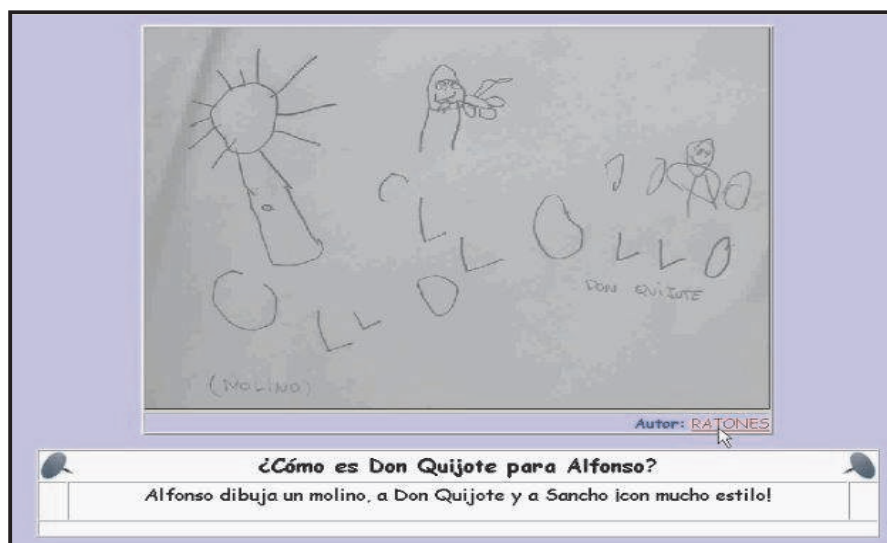 DON QUIJOTE
(MOLINO)
Autor: RATONES
¿Cómo es Don Quijote para Alfonso?
Alfonso dibuja un molino, a Don Quijote y a Sancho ¡con mucho estilo!